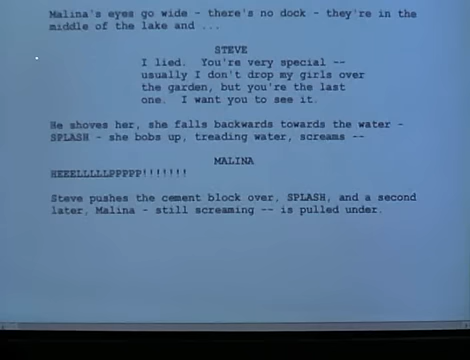 Malina's eyes go wide - there's no dock - they're in the
middle of the lake and ...
STEVE
I lied. You're very special --
usually I don't drop my girls over
the garden, but you're the last
one. I want you to see it.
He shoves her, she falls backwards towards the water -
SPLASH - she bobs up, treading water, screams --
MALINA
HEEELLLLLPPPPP!!!!!!!
Steve pushes the cement block over, SPLASH, and a second
later, Malina - still screaming -- is pulled under.